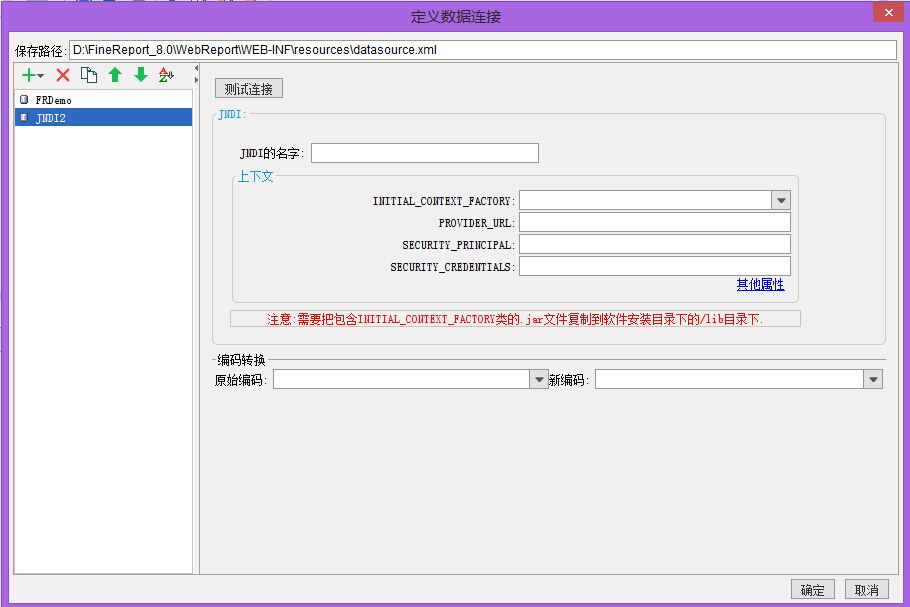 定义数据连接
保存路径: D:\FineReport_8.0\WebReport\WEB-INF\resources\datasource.xml
FRDemo
JNDI2
测试连接
JNDI:
JNDI的名字:
上下文
INITIAL_CONTEXT_FACTORY:
PROVIDER_URL:
SECURITY_PRINCIPAL:
SECURITY_CREDENTIALS:
其他属性
注意:需要把包含INITIAL_CONTEXT_FACTORY类的.jar文件复制到软件安装目录下的/lib目录下.
编码转换
原始编码: 新编码:
确定 取消